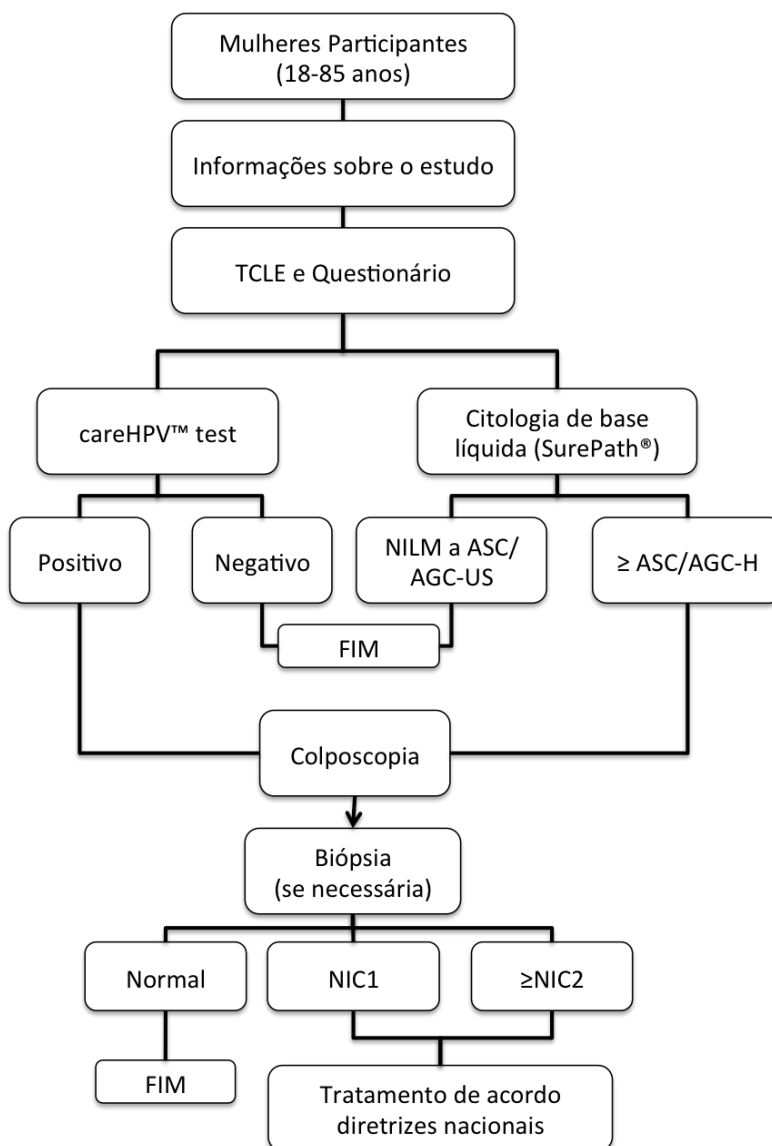 Mulheres Participantes
(18-85 anos)
Informações sobre o estudo
TCLE e Questionário
careHPV™ test
Citologia de base
líquida (SurePath®)
Positivo
Negativo
NILM a ASC/
AGC-US
≥ ASC/AGC-H
FIM
Colposcopia
Biópsia
(se necessária)
Normal
NIC1
≥NIC2
FIM
Tratamento de acordo
diretrizes nacionais